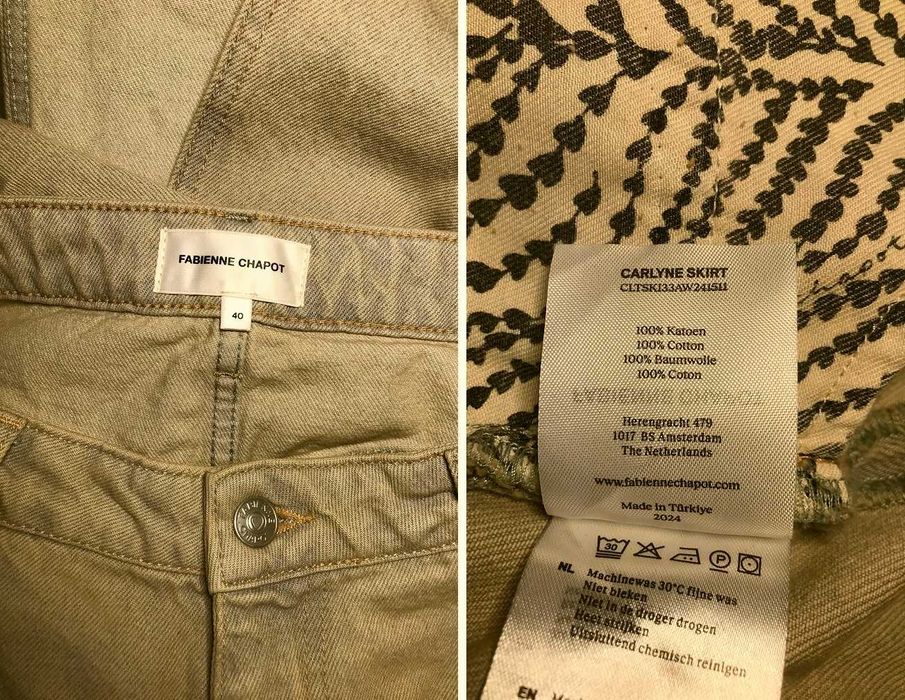 FABIENNE CHAPOT
40
CARLYNE SKIRT
CLTSKI33AW241511
100% Katoen
100% Cotton
100% Baumwolle
100% Coton
Herengracht 479
1017 BS Amsterdam
The Netherlands
www.fabiennechapot.com
Made in Türkiye
2024
30
P
NL Machinewas 30°C fijne was
Niet bleken
Niet in de droger drogen
Heet strijken
Uitsluitend chemisch reinigen
EN